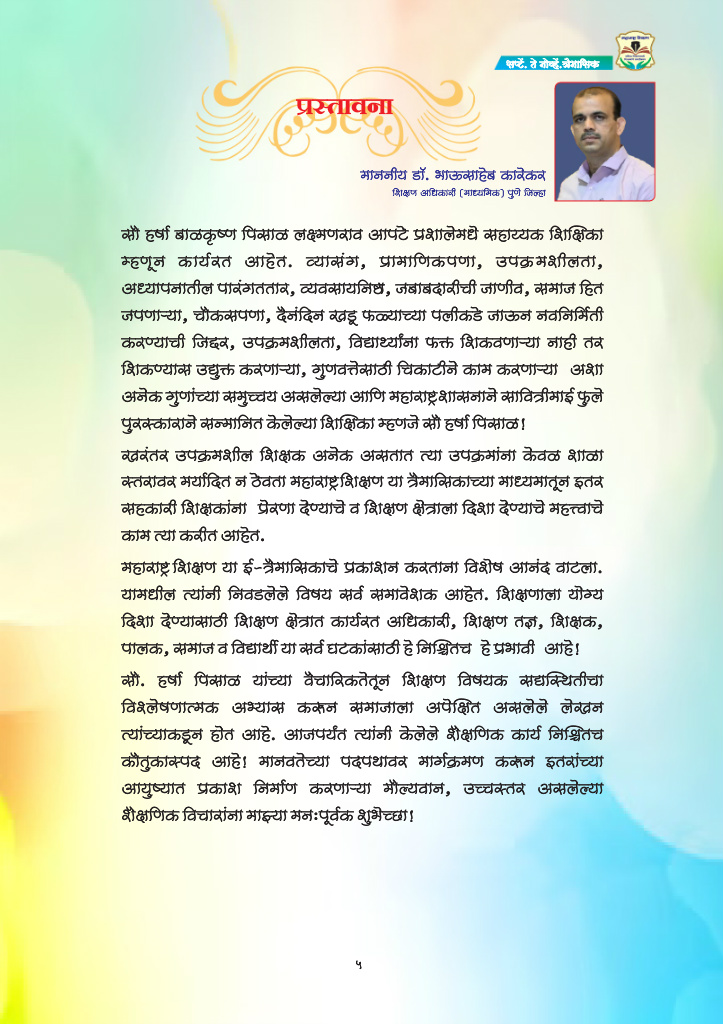 महाराष्ट्र शिक्षण
सप्टें. ते नोव्हें.त्रैमासिक
प्रस्तावना
माननीय डॉ. भाऊसाहेब कारेकर
शिक्षण अधिकारी (माध्यमिक) पुणे जिल्हा
सौ हर्षा बाळकृष्ण पिसाळ लक्ष्मणराव आपटे प्रशालेमधे सहाय्यक शिक्षिका
म्हणून कार्यरत आहेत. व्यासंग, प्रामाणिकपणा, उपक्रमशीलता,
अध्यापनातील पारंगततार, व्यवसायनिष्ठ, जबाबदारीची जाणीव, समाज हित
जपणाऱ्या, चौकसपणा, दैनंदिन खडू फळ्याच्या पलीकडे जाऊन नवनिर्मिती
करण्याची जिद्दर, उपक्रमशीलता, विद्यार्थ्यांना फक्त शिकवणाऱ्या नाही तर
शिकण्यास उद्युक्त करणाऱ्या, गुणवत्तेसाठी चिकाटीने काम करणाऱ्या अशा
अनेक गुणांच्या समुच्चय असलेल्या आणि महाराष्ट्रशासनाने सावित्रीमाई फुले
पुरस्काराने सन्मानित केलेल्या शिक्षिका म्हणजे सौ हर्षा पिसाळ!
खरंतर उपक्रमशील शिक्षक अनेक असतात त्या उपक्रमांना केवळ शाळा
स्तरावर मर्यादित न ठेवता महाराष्ट्रशिक्षण या त्रैमासिकाच्या माध्यमातून इतर
सहकारी शिक्षकांना प्रेरणा देण्याचे व शिक्षण क्षेत्राला दिशा देण्याचे महत्त्वाचे
काम त्या करीत आहेत.
महाराष्ट्र शिक्षण या ई-त्रैमासिकाचे प्रकाशन करताना विशेष आनंद वाटला.
यामधील त्यांनी निवडलेले विषय सर्व समावेशक आहेत. शिक्षणाला योग्य
दिशा देण्यासाठी शिक्षण क्षेत्रात कार्यरत अधिकारी, शिक्षण तज्ञ, शिक्षक,
पालक, समाज व विद्यार्थी या सर्व घटकांसाठी हे निश्चितच हे प्रभावी आहे!
सौ. हर्षा पिसाळ यांच्या वैचारिकतेतून शिक्षण विषयक सद्यस्थितीचा
विश्लेषणात्मक अभ्यास करून समाजाला अपेक्षित असलेले लेखन
त्यांच्याकडून होत आहे. आजपर्यंत त्यांनी केलेले शैक्षणिक कार्य निश्चितच
कौतुकास्पद आहे! मानवतेच्या पदपथावर मार्गक्रमण करून इतरांच्या
आयुष्यात प्रकाश निर्माण करणाऱ्या मौल्यवान, उच्चस्तर असलेल्या
शैक्षणिक विचारांना माझ्या मनःपूर्वक शुभेच्छा!
५